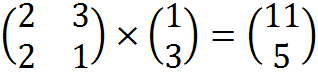 (2 3) × (1) = (11)
(2 1) (3) (5)